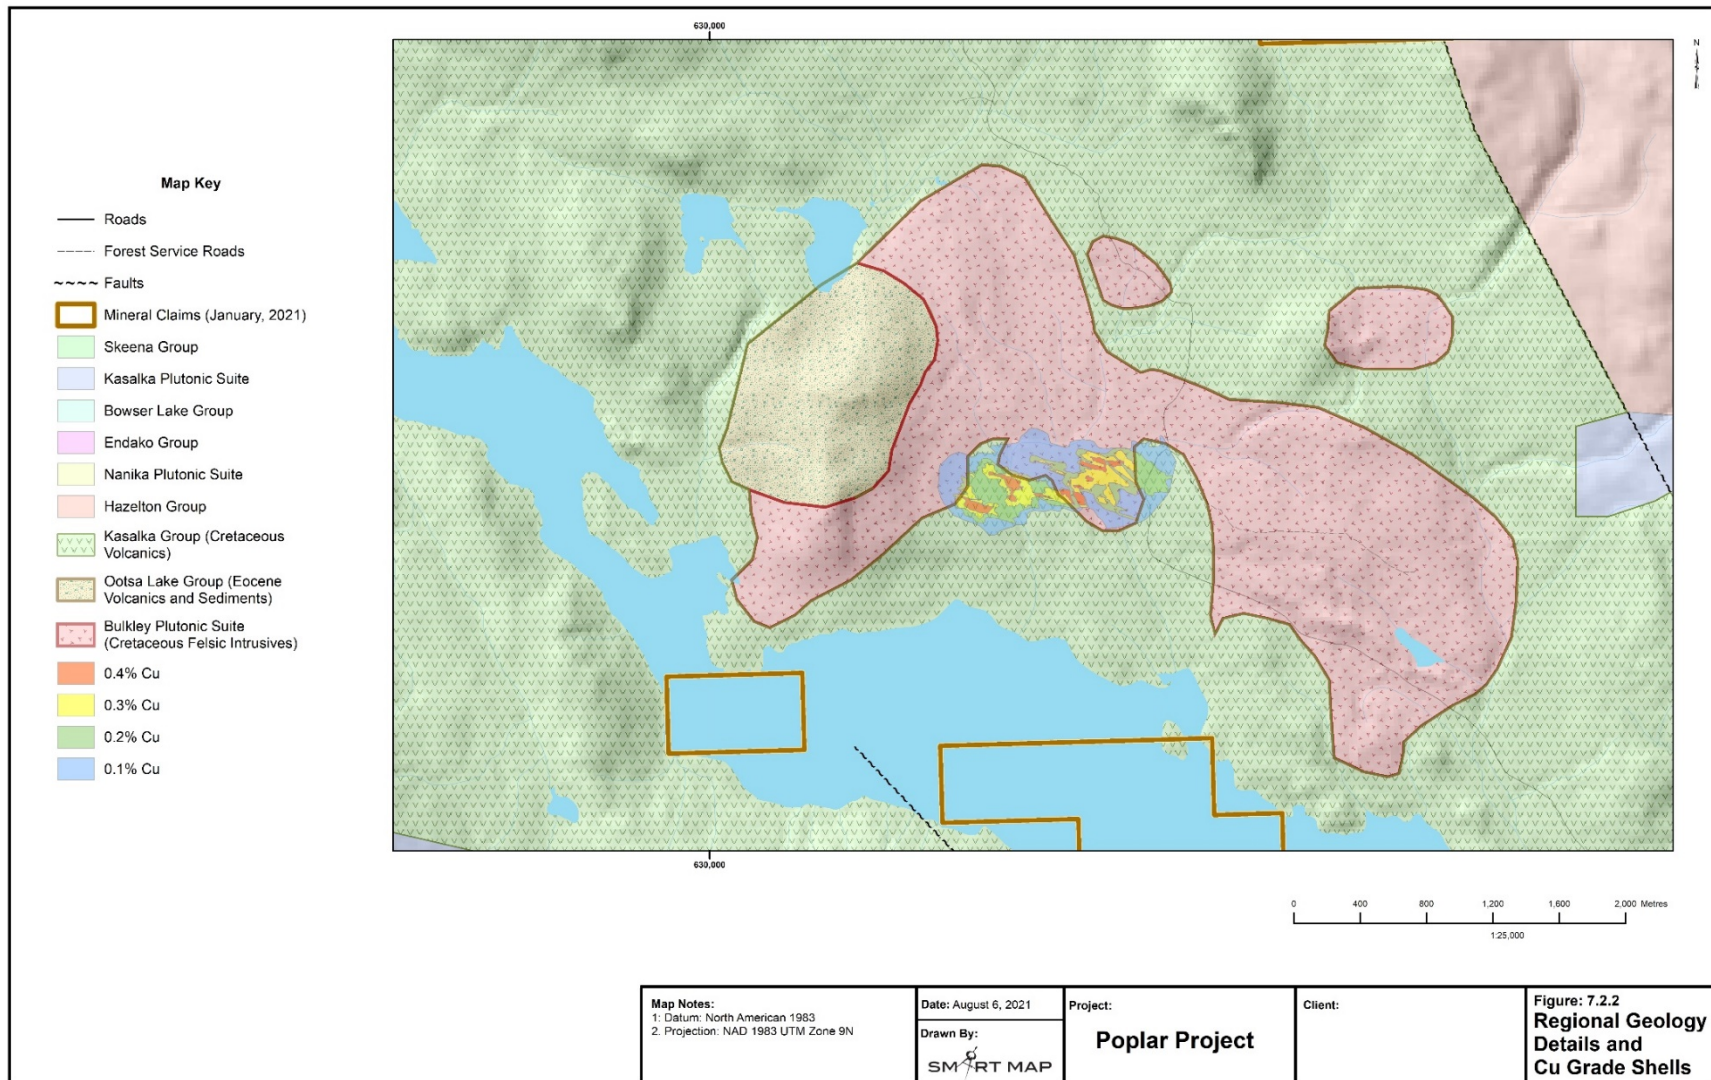 630,000
N
Map Key
Roads
Forest Service Roads
Faults
Mineral Claims (January, 2021)
Skeena Group
Kasalka Plutonic Suite
Bowser Lake Group
Endako Group
Nanika Plutonic Suite
Hazelton Group
Kasalka Group (Cretaceous
Volcanics)
Ootsa Lake Group (Eocene
Volcanics and Sediments)
Bulkley Plutonic Suite
(Cretaceous Felsic Intrusives)
0.4% Cu
0.3% Cu
0.2% Cu
0.1% Cu
630,000
0 400 800 1,200 1,600 2,000 Metres
1:25,000
Map Notes:
1: Datum: North American 1983
2. Projection: NAD 1983 UTM Zone 9N
Date: August 6, 2021
Drawn By:
SMART MAP
Project:
Poplar Project
Client:
Figure: 7.2.2
Regional Geology
Details and
Cu Grade Shells